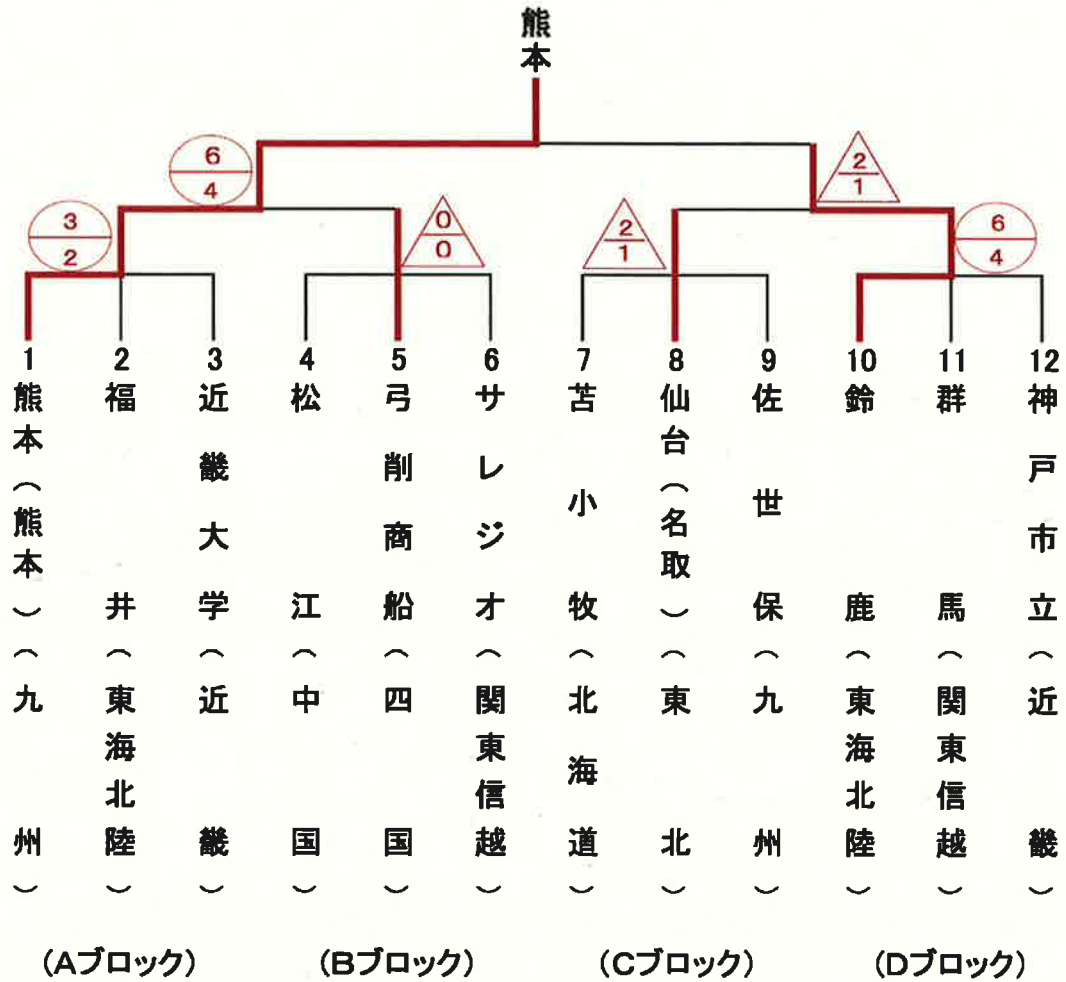 熊本
6
4
2
1
3
2
0
0
2
1
6
4
1
熊本(熊本)(九州)
2
福井(東海北陸)
3
近畿大学(近畿)
4
松江(中国)
5
弓削商船(四国)
6
サレジオ(関東信越)
7
苫小牧(北海道)
8
仙台(名取)(東北)
9
佐世保(九州)
10
鈴鹿(東海北陸)
11
群馬(関東信越)
12
神戸市立(近畿)
(Aブロック)
(Bブロック)
(Cブロック)
(Dブロック)